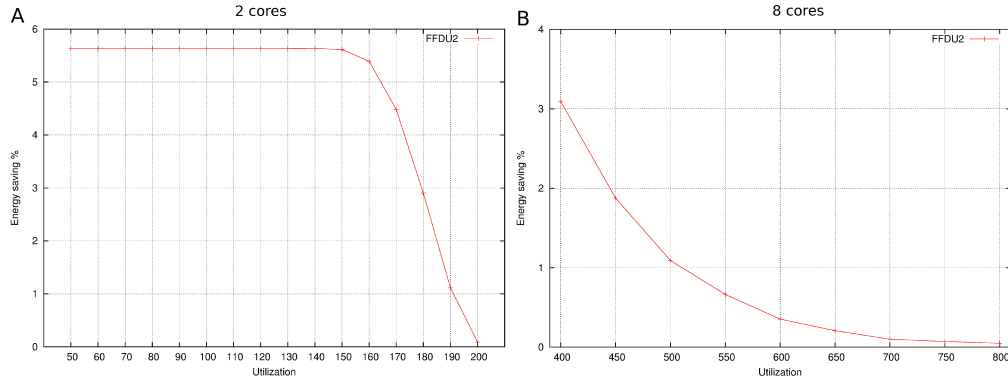 A
2 cores
6
5
4
3
2
1
0
Energy saving %
FFDU2
50 60 70 80 90 100 110 120 130 140 150 160 170 180 190 200
Utilization
B
8 cores
4
3
2
1
0
Energy saving %
FFDU2
400 450 500 550 600 650 700 750 800
Utilization